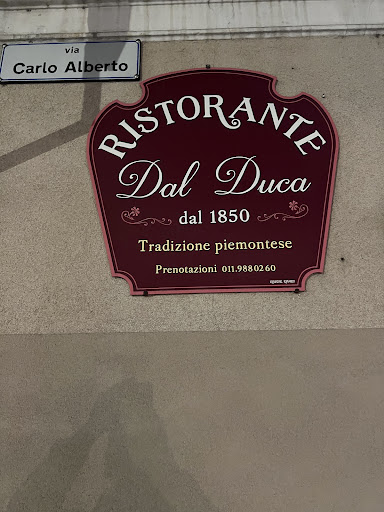 via
Carlo Alberto
RISTORANTE
Dal Duca
dal 1850
Tradizione piemontese
Prenotazioni 011.9880260